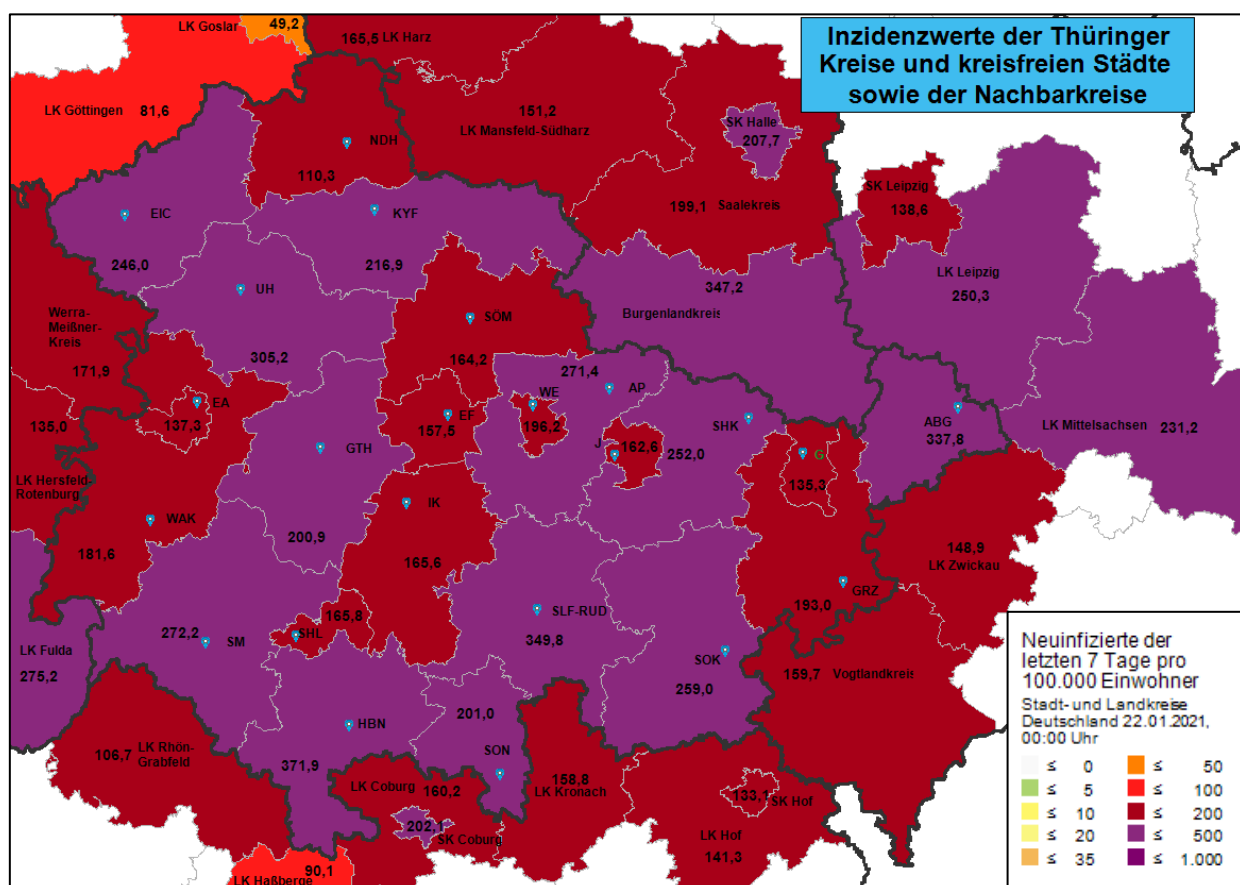 Inzidenzwerte der Thüringer
Kreise und kreisfreien Städte
sowie der Nachbarkreise
LK Goslar
49,2
165,5 LK Harz
LK Göttingen 81,6
151,2
LK Mansfeld-Südharz
SK Halle
207,7
NDH
110,3
SK Leipzig
138,6
199,1 Saalekreis
EIC
246,0
KYF
216,9
LK Leipzig
250,3
347,2
Burgenlandkreis
UH
305,2
SÖM
164,2
Werra-
Meißner-
Kreis
171,9
271,4
AP
WE
196,2
EA
137,3
EF
157,5
135,0
LK Hersfeld-
Rotenburg
GTH
200,9
J
162,6
SHK
252,0
G
135,3
ABG
337,8
LK Mittelsachsen 231,2
WAK
181,6
IK
165,6
148,9
LK Zwickau
GRZ
193,0
SLF-RUD
349,8
165,8
SHL
272,2
SM
LK Fulda
275,2
SOK
259,0
159,7 Vogtlandkreis
HBN
371,9
201,0
SON
106,7 LK Rhön-
Grabfeld
LK Coburg
160,2
158,8
LK Kronach
133,1
SK Hof
202,1
SK Coburg
LK Hof
141,3
90,1
LK Haßberge
Neuinfizierte der
letzten 7 Tage pro
100.000 Einwohner
Stadt- und Landkreise
Deutschland 22.01.2021,
00:00 Uhr
≤ 0 ≤ 50
≤ 5 ≤ 100
≤ 10 ≤ 200
≤ 20 ≤ 500
≤ 35 ≤ 1.000